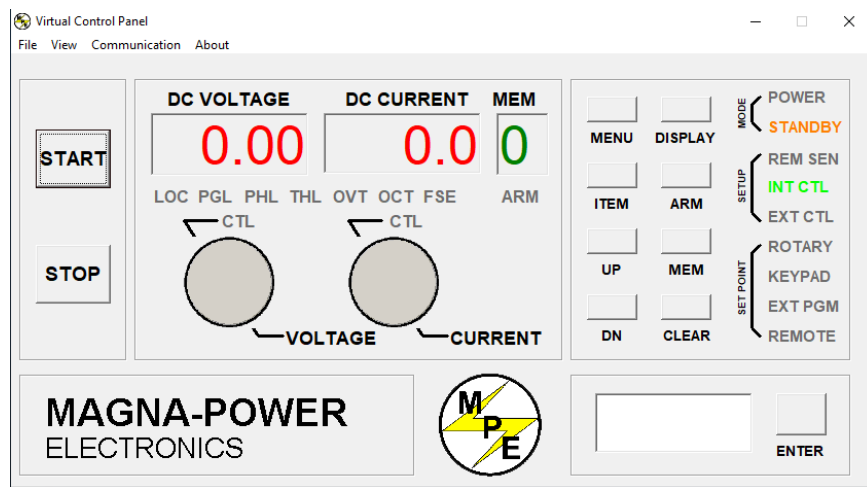 Virtual Control Panel
File View Communication About
START
STOP
DC VOLTAGE DC CURRENT MEM
0.00 0.0 0
LOC PGL PHL THL OVT OCT FSE ARM
CTL CTL
VOLTAGE CURRENT
MENU DISPLAY
ITEM ARM
UP MEM
DN CLEAR
MODE
POWER
STANDBY
SETUP
REM SEN
INT CTL
EXT CTL
SET POINT
ROTARY
KEYPAD
EXT PGM
REMOTE
MAGNA-POWER
ELECTRONICS
M
P
E
ENTER